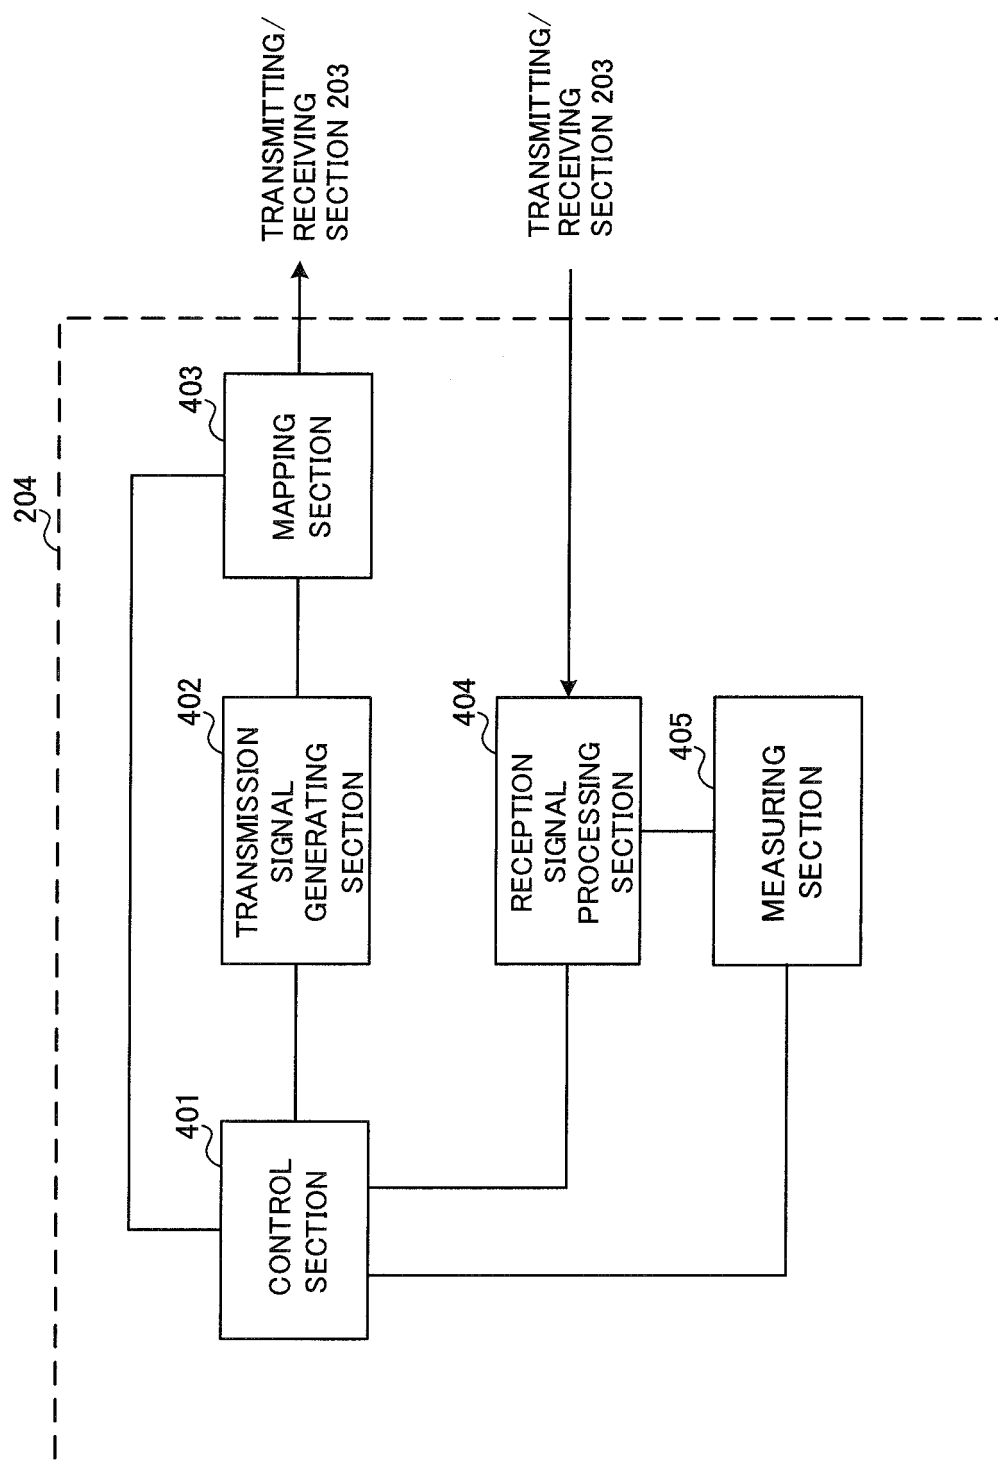 204
401
CONTROL
SECTION
402
TRANSMISSION
SIGNAL
GENERATING
SECTION
403
MAPPING
SECTION
TRANSMITTING/
RECEIVING
SECTION 203
404
RECEPTION
SIGNAL
PROCESSING
SECTION
TRANSMITTING/
RECEIVING
SECTION 203
405
MEASURING
SECTION